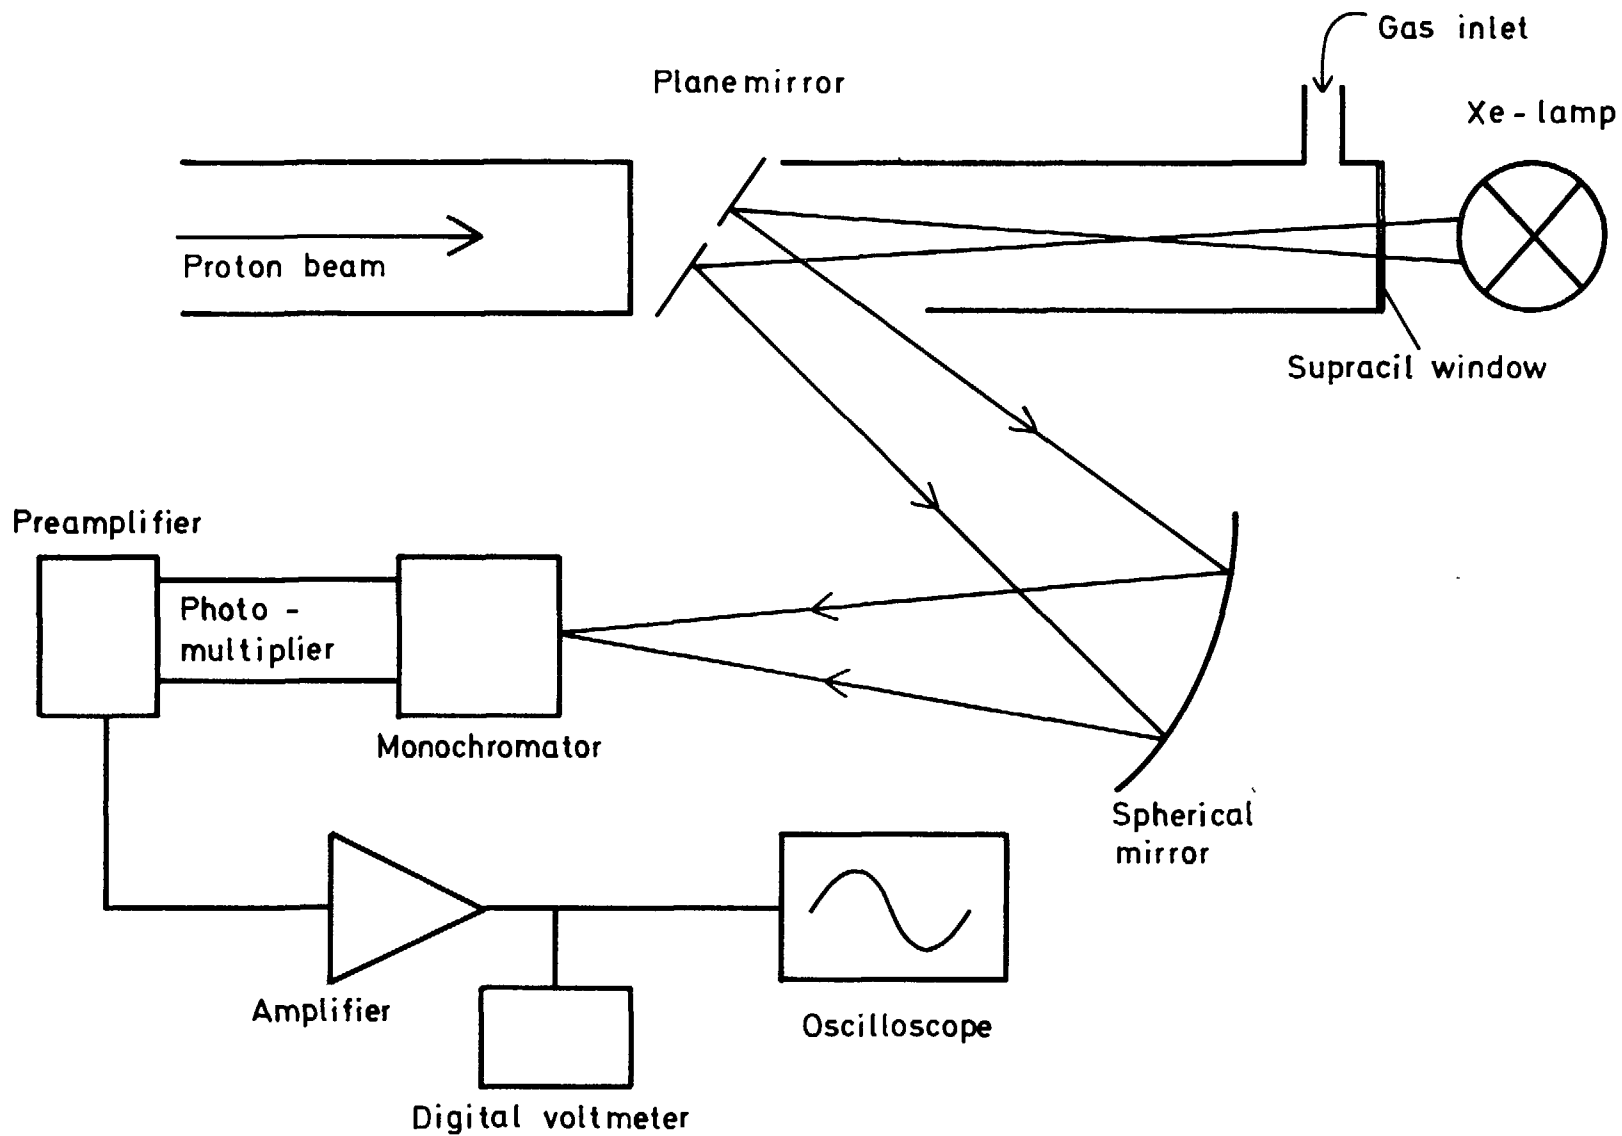 Gas inlet
Plane mirror
Xe - lamp
Proton beam
Supracil window
Preamplifier
Photo -
multiplier
Monochromator
Spherical
mirror
Amplifier
Oscilloscope
Digital voltmeter